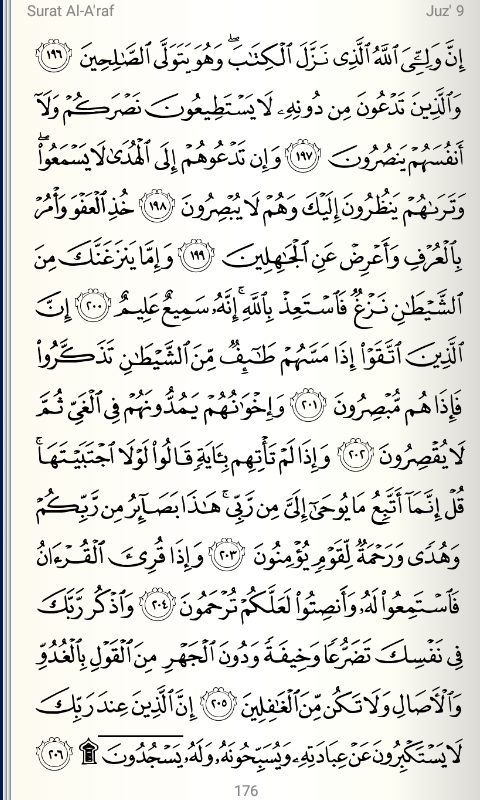 Surat Al-A'raf
Juz' 9
إِنَّ وَلِـِّۧيَ ٱللَّهُ ٱلَّذِى نَزَّلَ ٱلْكِتَٰبَ ۖ وَهُوَ يَتَوَلَّى ٱلصَّٰلِحِينَ ١٩٦
وَٱلَّذِينَ تَدْعُونَ مِن دُونِهِۦ لَا يَسْتَطِيعُونَ نَصْرَكُمْ وَلَآ
أَنفُسَهُمْ يَنصُرُونَ ١٩٧ وَإِن تَدْعُوهُمْ إِلَى ٱلْهُدَىٰ لَا يَسْمَعُوا۟ ۖ
وَتَرَىٰهُمْ يَنظُرُونَ إِلَيْكَ وَهُمْ لَا يُبْصِرُونَ ١٩٨ خُذِ ٱلْعَفْوَ وَأْمُرْ
بِٱلْعُرْفِ وَأَعْرِضْ عَنِ ٱلْجَٰهِلِينَ ١٩٩ وَإِمَّا يَنزَغَنَّكَ مِنَ
ٱلشَّيْطَٰنِ نَزْغٌ فَٱسْتَعِذْ بِٱللَّهِ ۚ إِنَّهُۥ سَمِيعٌ عَلِيمٌ ٢٠٠ إِنَّ
ٱلَّذِينَ ٱتَّقَوْا۟ إِذَا مَسَّهُمْ طَٰٓئِفٌ مِّنَ ٱلشَّيْطَٰنِ تَذَكَّرُوا۟
فَإِذَا هُم مُّبْصِرُونَ ٢٠١ وَإِخْوَٰنُهُمْ يَمُدُّونَهُمْ فِى ٱلْغَىِّ ثُمَّ
لَا يُقْصِرُونَ ٢٠٢ وَإِذَا لَمْ تَأْتِهِم بِـَٔايَةٍ قَالُوا۟ لَوْلَا ٱجْتَبَيْتَهَا ۚ
قُلْ إِنَّمَآ أَتَّبِعُ مَا يُوحَىٰٓ إِلَىَّ مِن رَّبِّى ۚ هَٰذَا بَصَآئِرُ مِن رَّبِّكُمْ
وَهُدًى وَرَحْمَةٌ لِّقَوْمٍ يُؤْمِنُونَ ٢٠٣ وَإِذَا قُرِئَ ٱلْقُرْءَانُ
فَٱسْتَمِعُوا۟ لَهُۥ وَأَنصِتُوا۟ لَعَلَّكُمْ تُرْحَمُونَ ٢٠٤ وَٱذْكُر رَّبَّكَ
فِى نَفْسِكَ تَضَرُّعًا وَخِيفَةً وَدُونَ ٱلْجَهْرِ مِنَ ٱلْقَوْلِ بِٱلْغُدُوِّ
وَٱلْءَاصَالِ وَلَا تَكُن مِّنَ ٱلْغَٰفِلِينَ ٢٠٥ إِنَّ ٱلَّذِينَ عِندَ رَبِّكَ
لَا يَسْتَكْبِرُونَ عَنْ عِبَادَتِهِۦ وَيُسَبِّحُونَهُۥ وَلَهُۥ يَسْجُدُونَ ۩ ٢٠٦
176